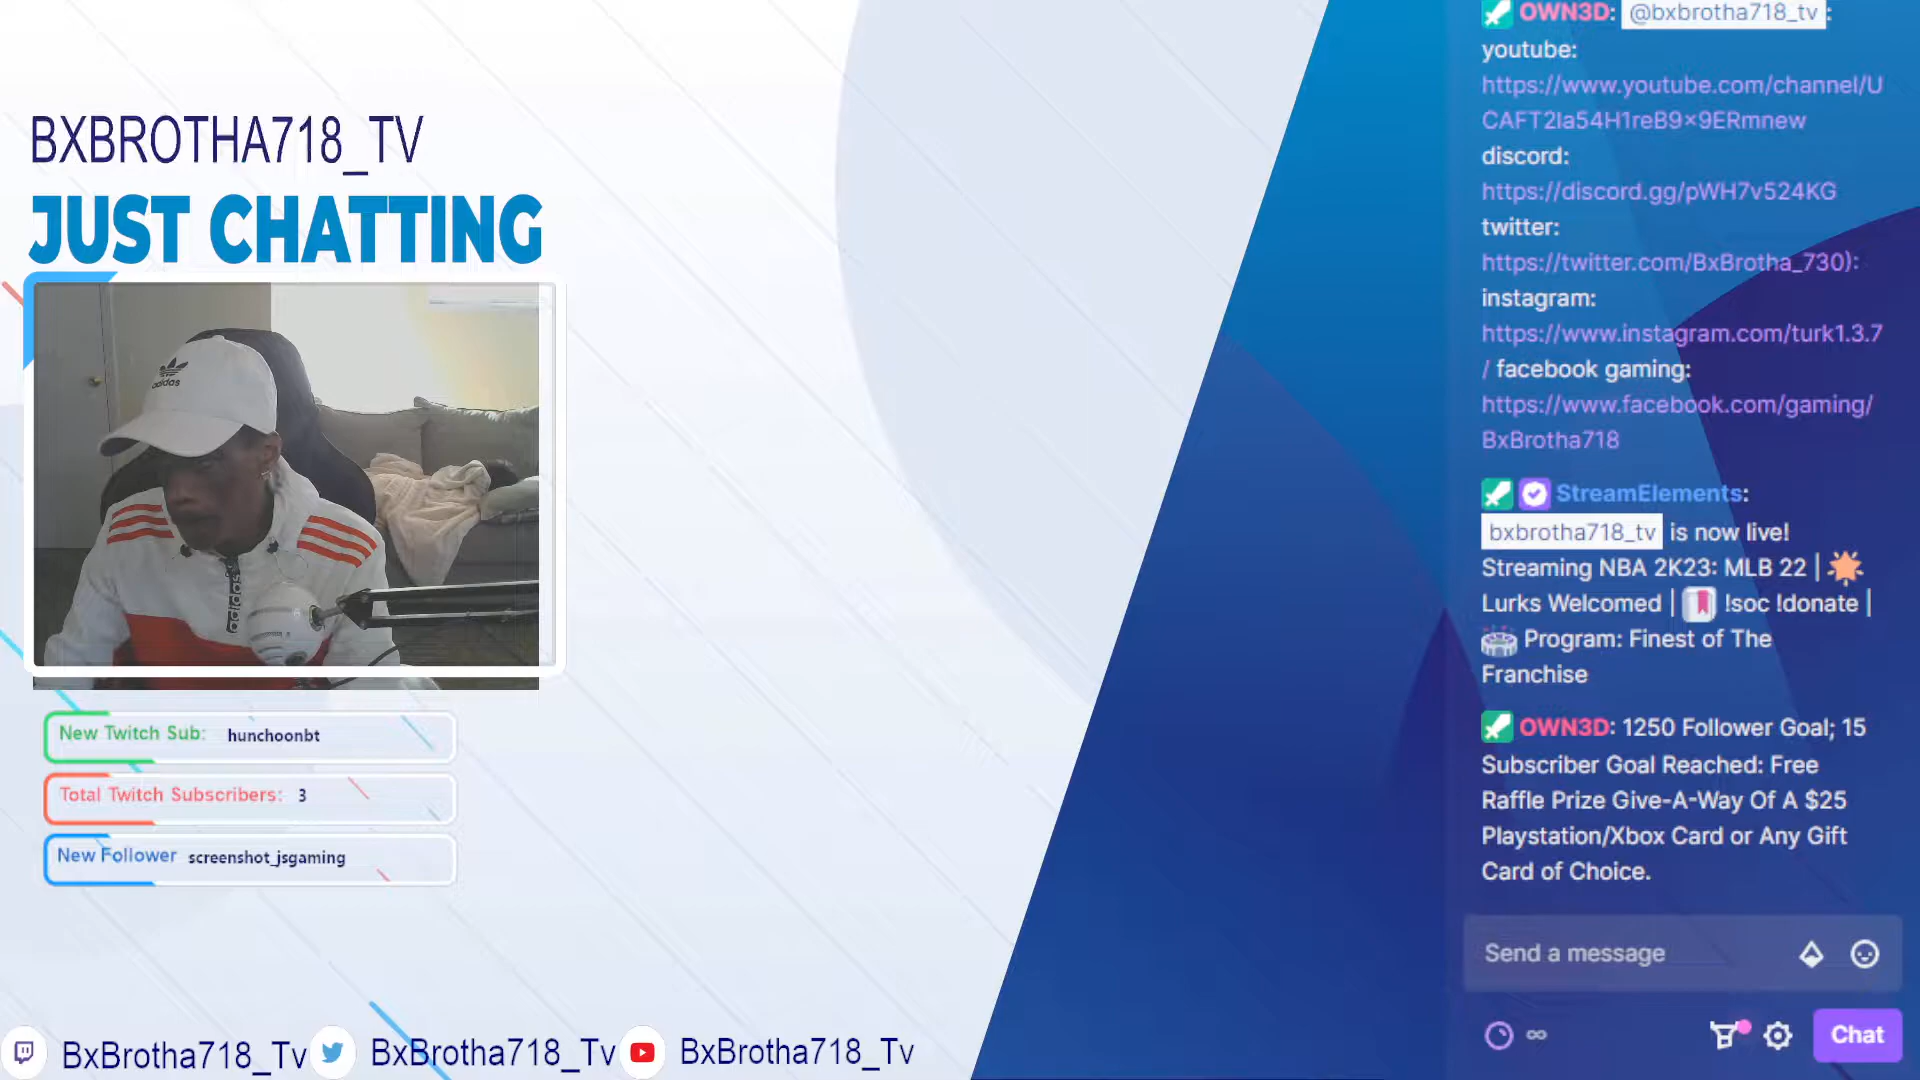 BXBROTHA718_TV
JUST CHATTING
adidas
adidas
New Twitch Sub: hunchoonbt
Total Twitch Subscribers: 3
New Follower screenshot_jsgaming
BxBrotha718_Tv BxBrotha718_Tv BxBrotha718_Tv
OWN3D: @bxbrotha718_tv :
youtube:
https://www.youtube.com/channel/U
CAFT2Ia54H1reB9x9ERmnew
discord:
https://discord.gg/pWH7v524KG
twitter:
https://twitter.com/BxBrotha_730):
instagram:
https://www.instagram.com/turk1.3.7
/ facebook gaming:
https://www.facebook.com/gaming/
BxBrotha718
StreamElements:
bxbrotha718_tv is now live!
Streaming NBA 2K23: MLB 22 | 
Lurks Welcomed | !soc !donate |
Program: Finest of The
Franchise
OWN3D: 1250 Follower Goal; 15
Subscriber Goal Reached: Free
Raffle Prize Give-A-Way Of A $25
Playstation/Xbox Card or Any Gift
Card of Choice.
Send a message
Chat